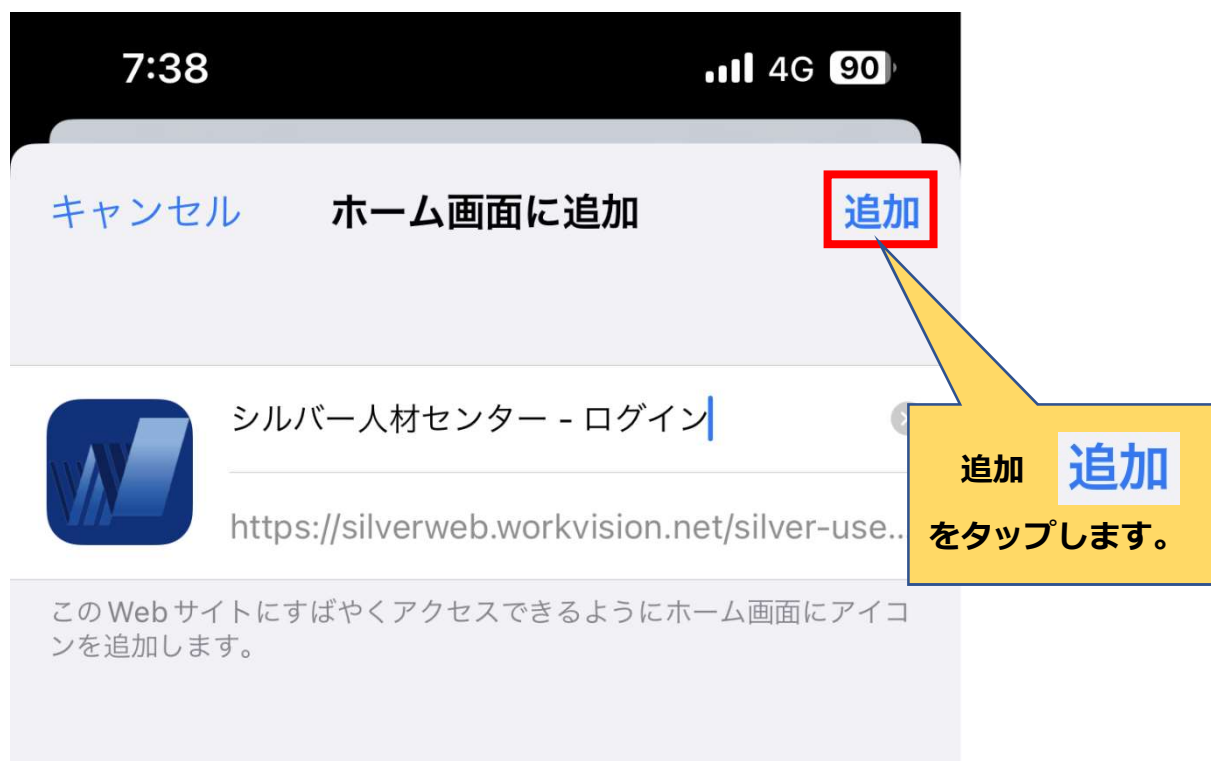 7:38
4G 90
キャンセル ホーム画面に追加 追加
シルバー人材センター - ログイン
https://silverweb.workvision.net/silver-use...
このWebサイトにすばやくアクセスできるようにホーム画面にアイコ
ンを追加します。
追加 追加
をタップします。